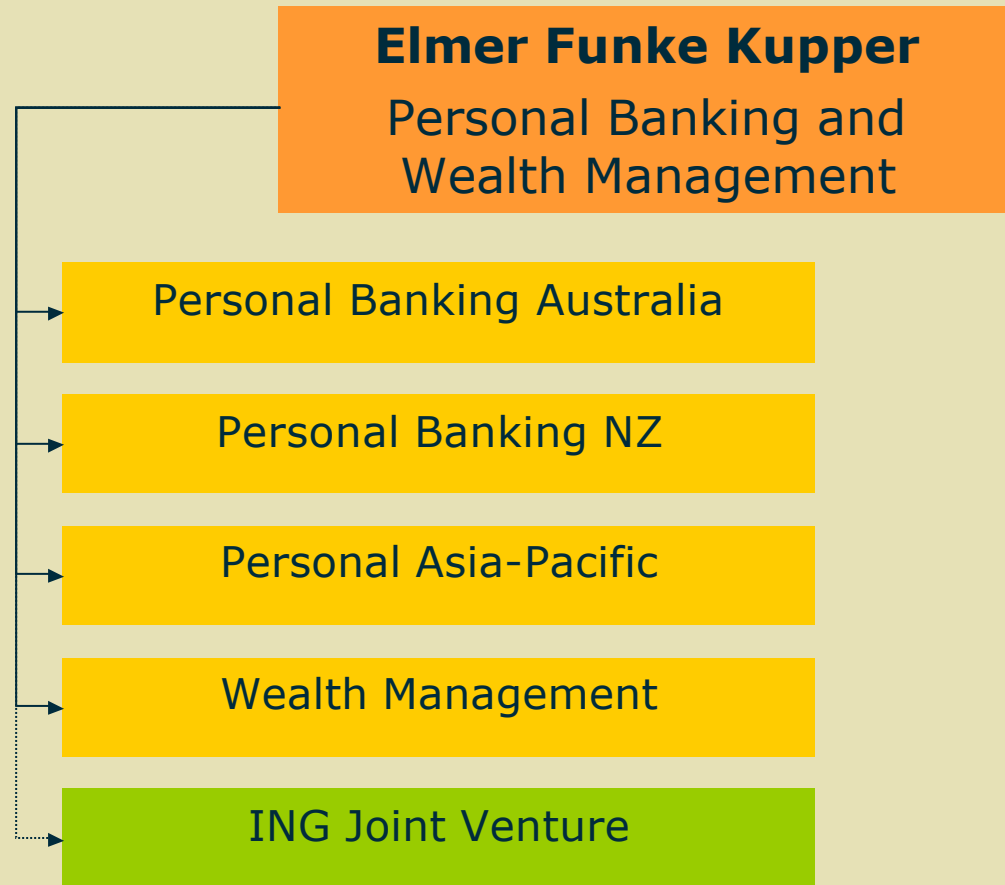 Elmer Funke Kupper
Personal Banking and
Wealth Management
Personal Banking Australia
Personal Banking NZ
Personal Asia-Pacific
Wealth Management
ING Joint Venture